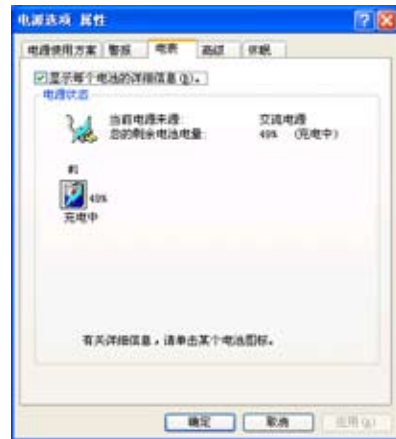 电源选项 属性
电源使用方案 警报 电表 高级 休眠
显示每个电池的详细信息(D)。
电源状态
当前电源来源: 交流电源
您的剩余电池电量: 49% (充电中)
#1
49%
充电中
有关详细信息,请单击某个电池图标。
确定 取消 应用(A)